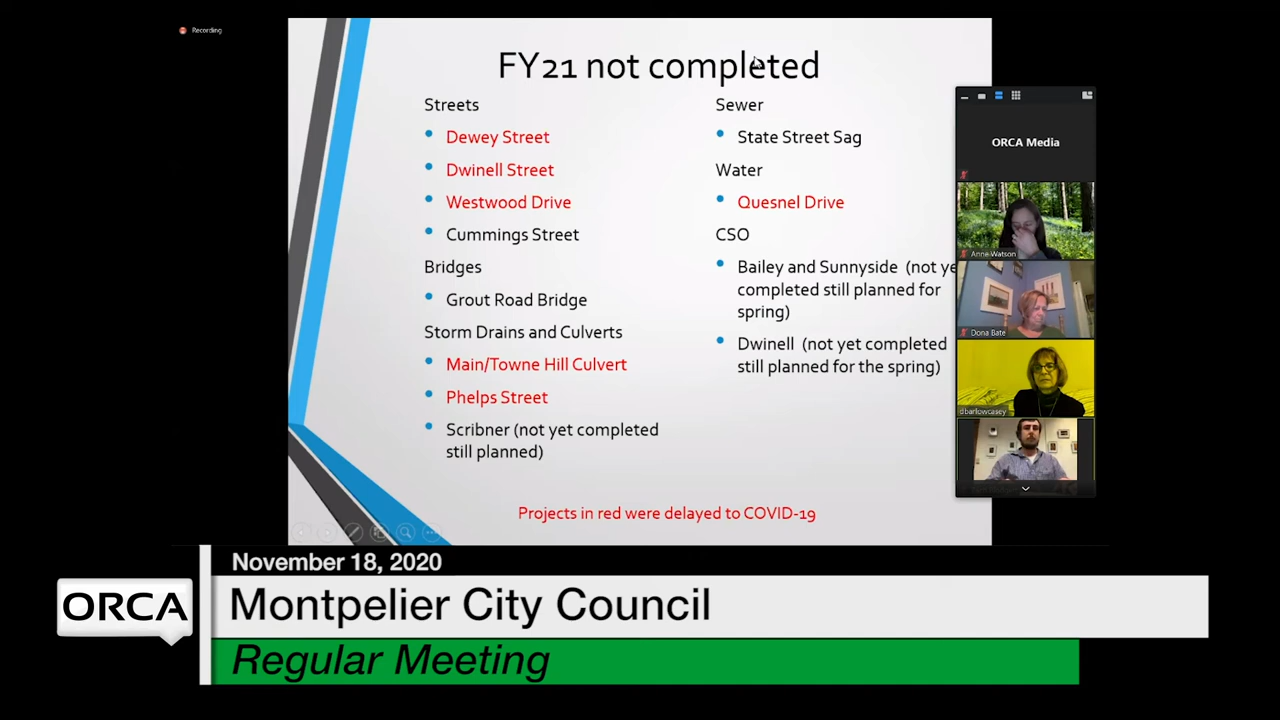 Recording
FY21 not completed
Streets
Dewey Street
Dwinell Street
Westwood Drive
Cummings Street
Bridges
Grout Road Bridge
Storm Drains and Culverts
Main/Towne Hill Culvert
Phelps Street
Scribner (not yet completed
still planned)
Sewer
State Street Sag
Water
Quesnel Drive
CSO
Bailey and Sunnyside (not ye
completed still planned for
spring)
Dwinell (not yet completed
still planned for the spring)
Projects in red were delayed to COVID-19
ORCA Media
Anne Watson
Dona Bate
dbarlowcasey
November 18, 2020
ORCA
Montpelier City Council
Regular Meeting